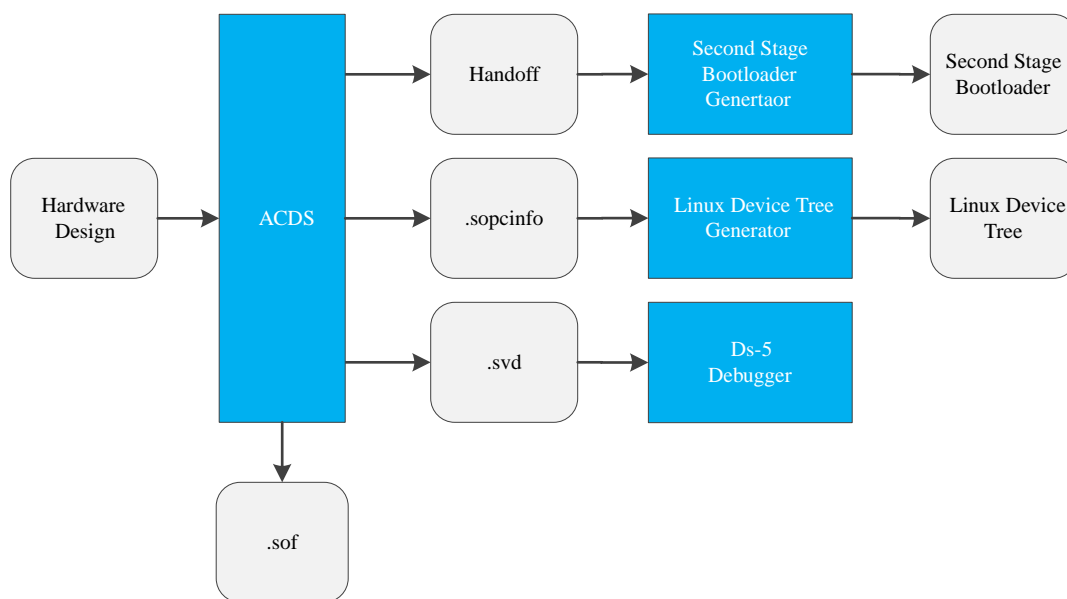 Handoff
Second Stage
Bootloader
Genertaor
Second Stage
Bootloader
Hardware
Design
ACDS
.sopcinfo
Linux Device Tree
Generator
Linux Device
Tree
.svd
Ds-5
Debugger
.sof